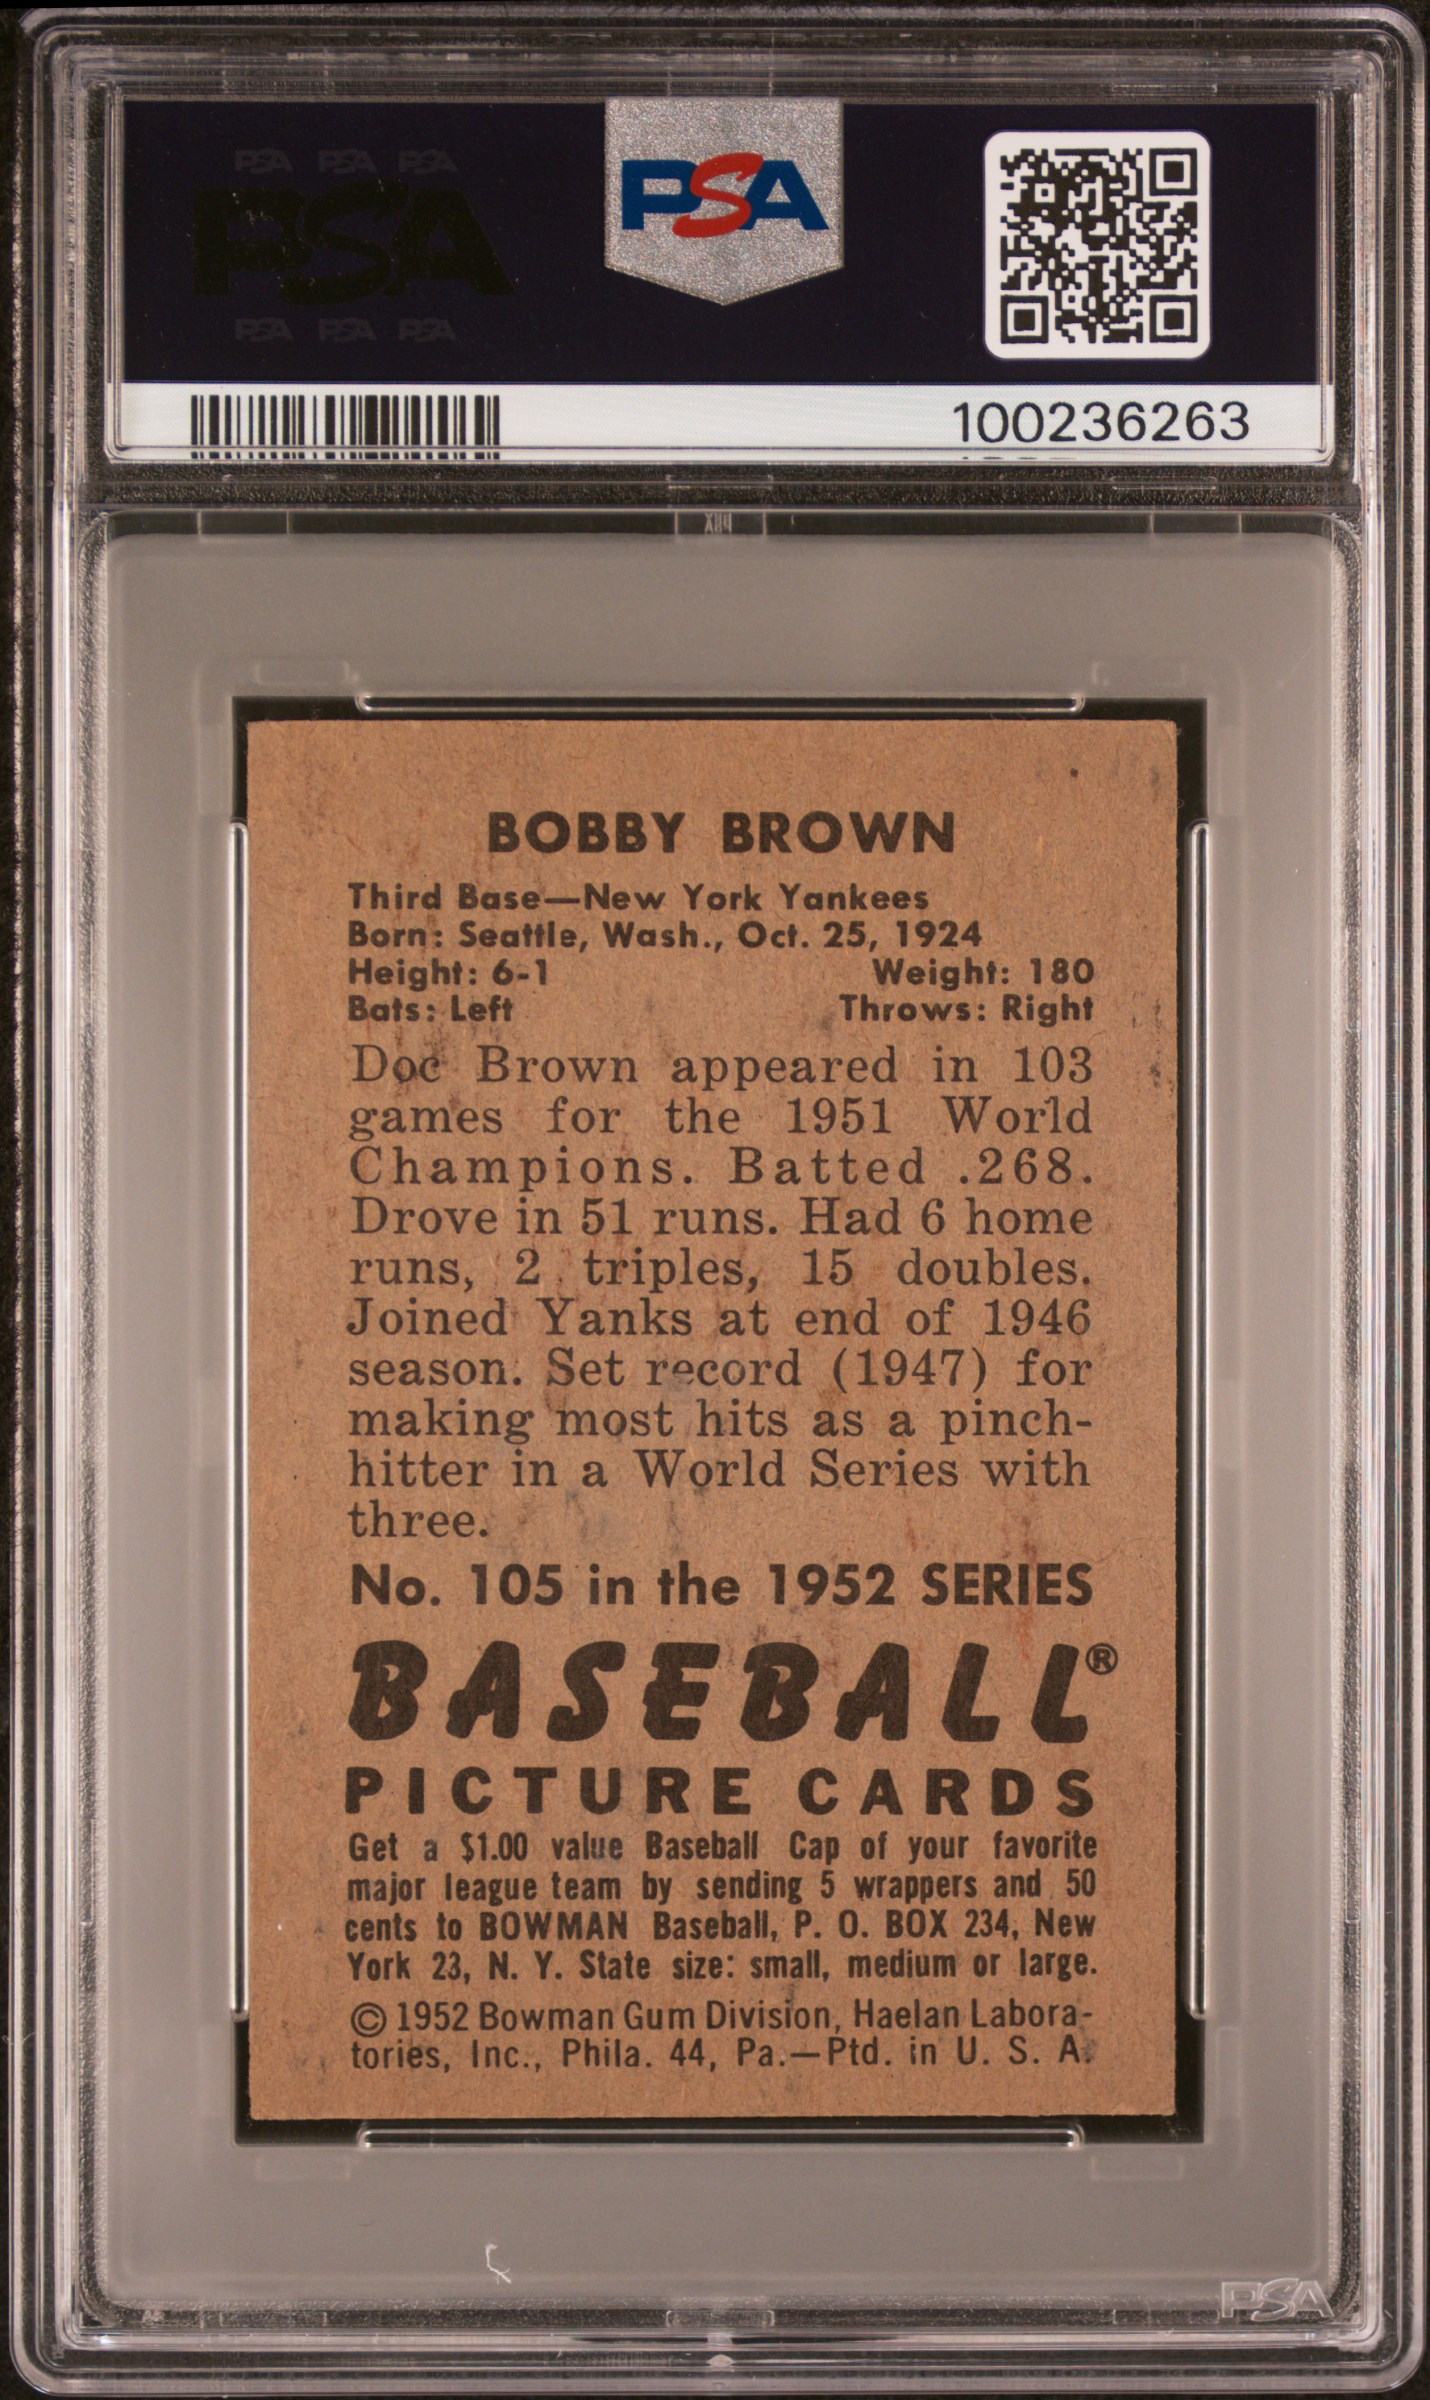 PSA PSA PSA
PSA
PSA PSA PSA
PSA
100236263
BOBBY BROWN
Third Base—New York Yankees
Born: Seattle, Wash., Oct. 25, 1924
Height: 6-1 Weight: 180
Bats: Left Throws: Right
Doc Brown appeared in 103
games for the 1951 World
Champions. Batted .268.
Drove in 51 runs. Had 6 home
runs, 2 triples, 15 doubles.
Joined Yanks at end of 1946
season. Set record (1947) for
making most hits as a pinch-
hitter in a World Series with
three.
No. 105 in the 1952 SERIES
BASEBALL®
PICTURE CARDS
Get a $1.00 value Baseball Cap of your favorite
major league team by sending 5 wrappers and 50
cents to BOWMAN Baseball, P. O. BOX 234, New
York 23, N. Y. State size: small, medium or large.
© 1952 Bowman Gum Division, Haelan Labora-
tories, Inc., Phila. 44, Pa.—Ptd. in U. S. A.
PSA